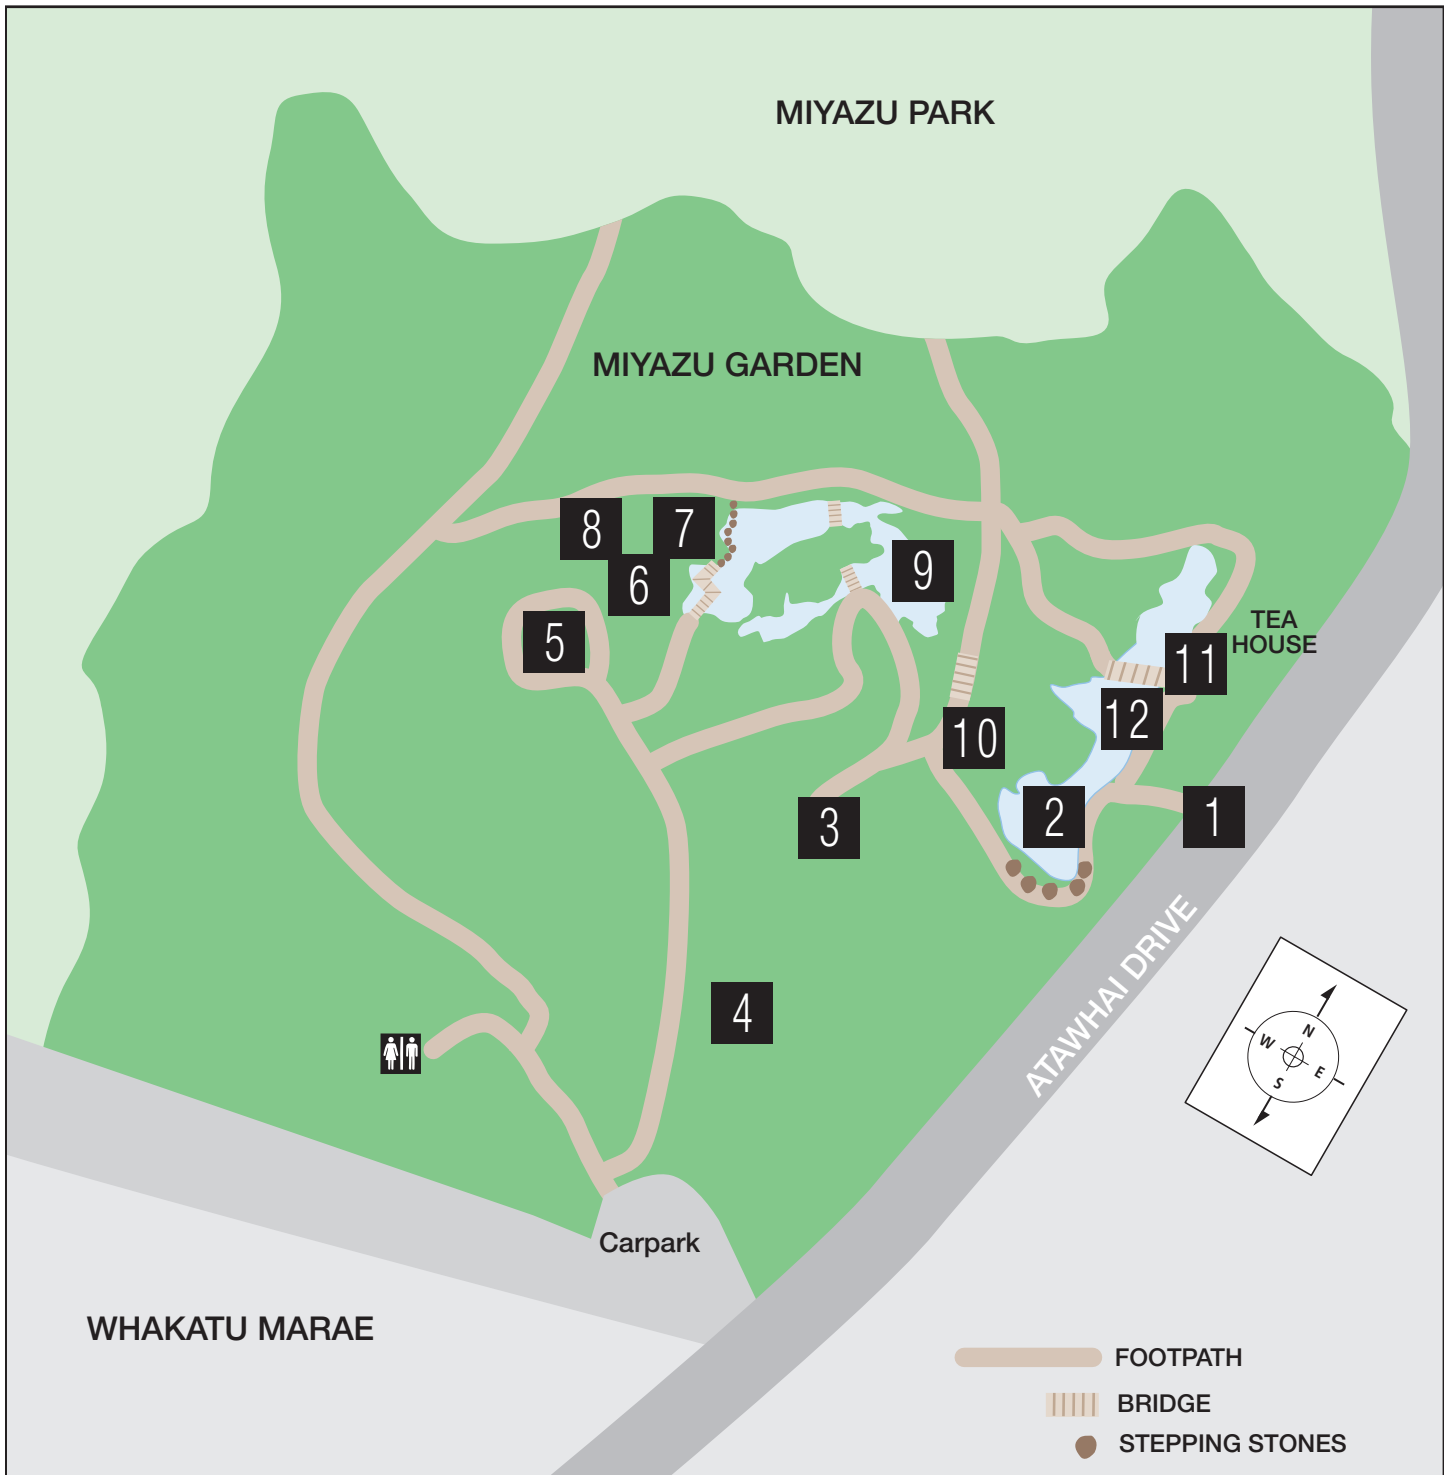 MIYAZU PARK
MIYAZU GARDEN
8
7
6
9
5
TEA
HOUSE
11
12
10
2
1
3
4
ATAWHAI DRIVE
N
W
E
S
Carpark
WHAKATU MARAE
FOOTPATH
BRIDGE
STEPPING STONES